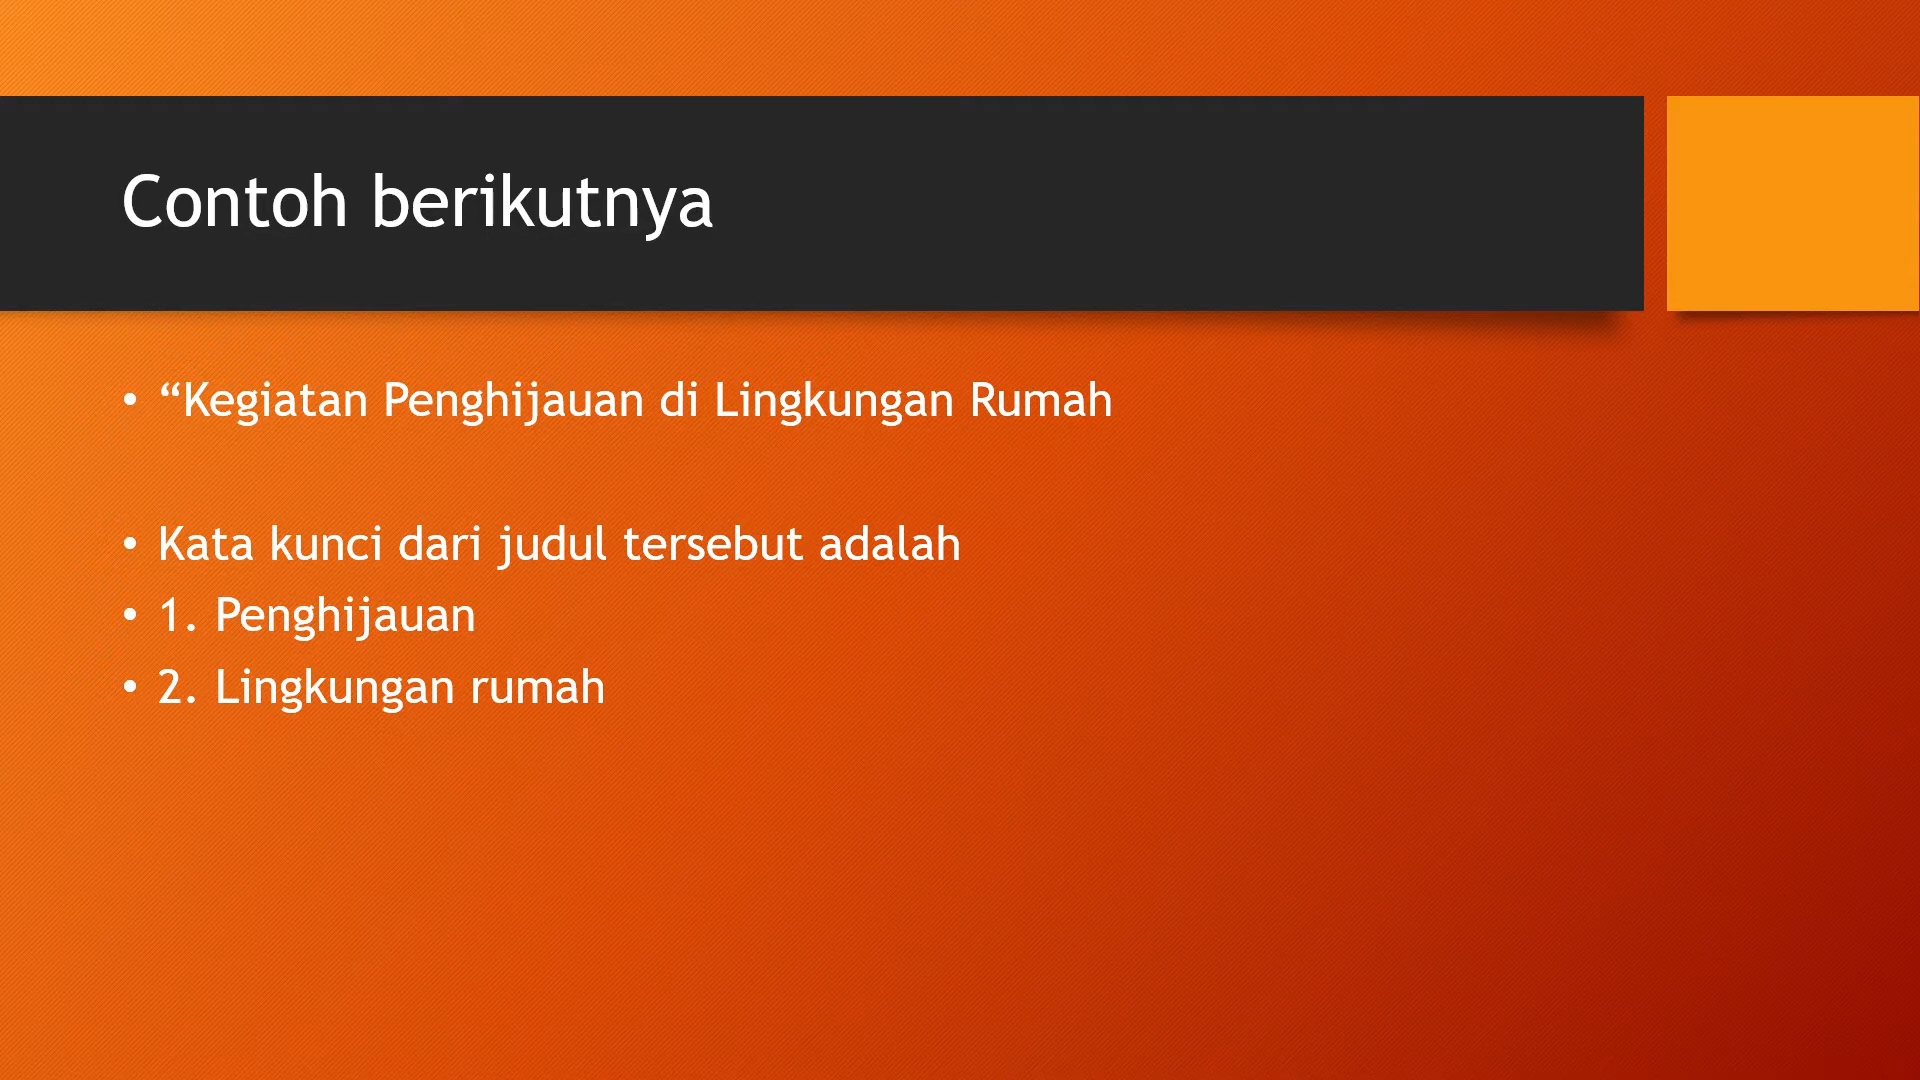 Contoh berikutnya
• “Kegiatan Penghijauan di Lingkungan Rumah
• Kata kunci dari judul tersebut adalah
• 1. Penghijauan
• 2. Lingkungan rumah